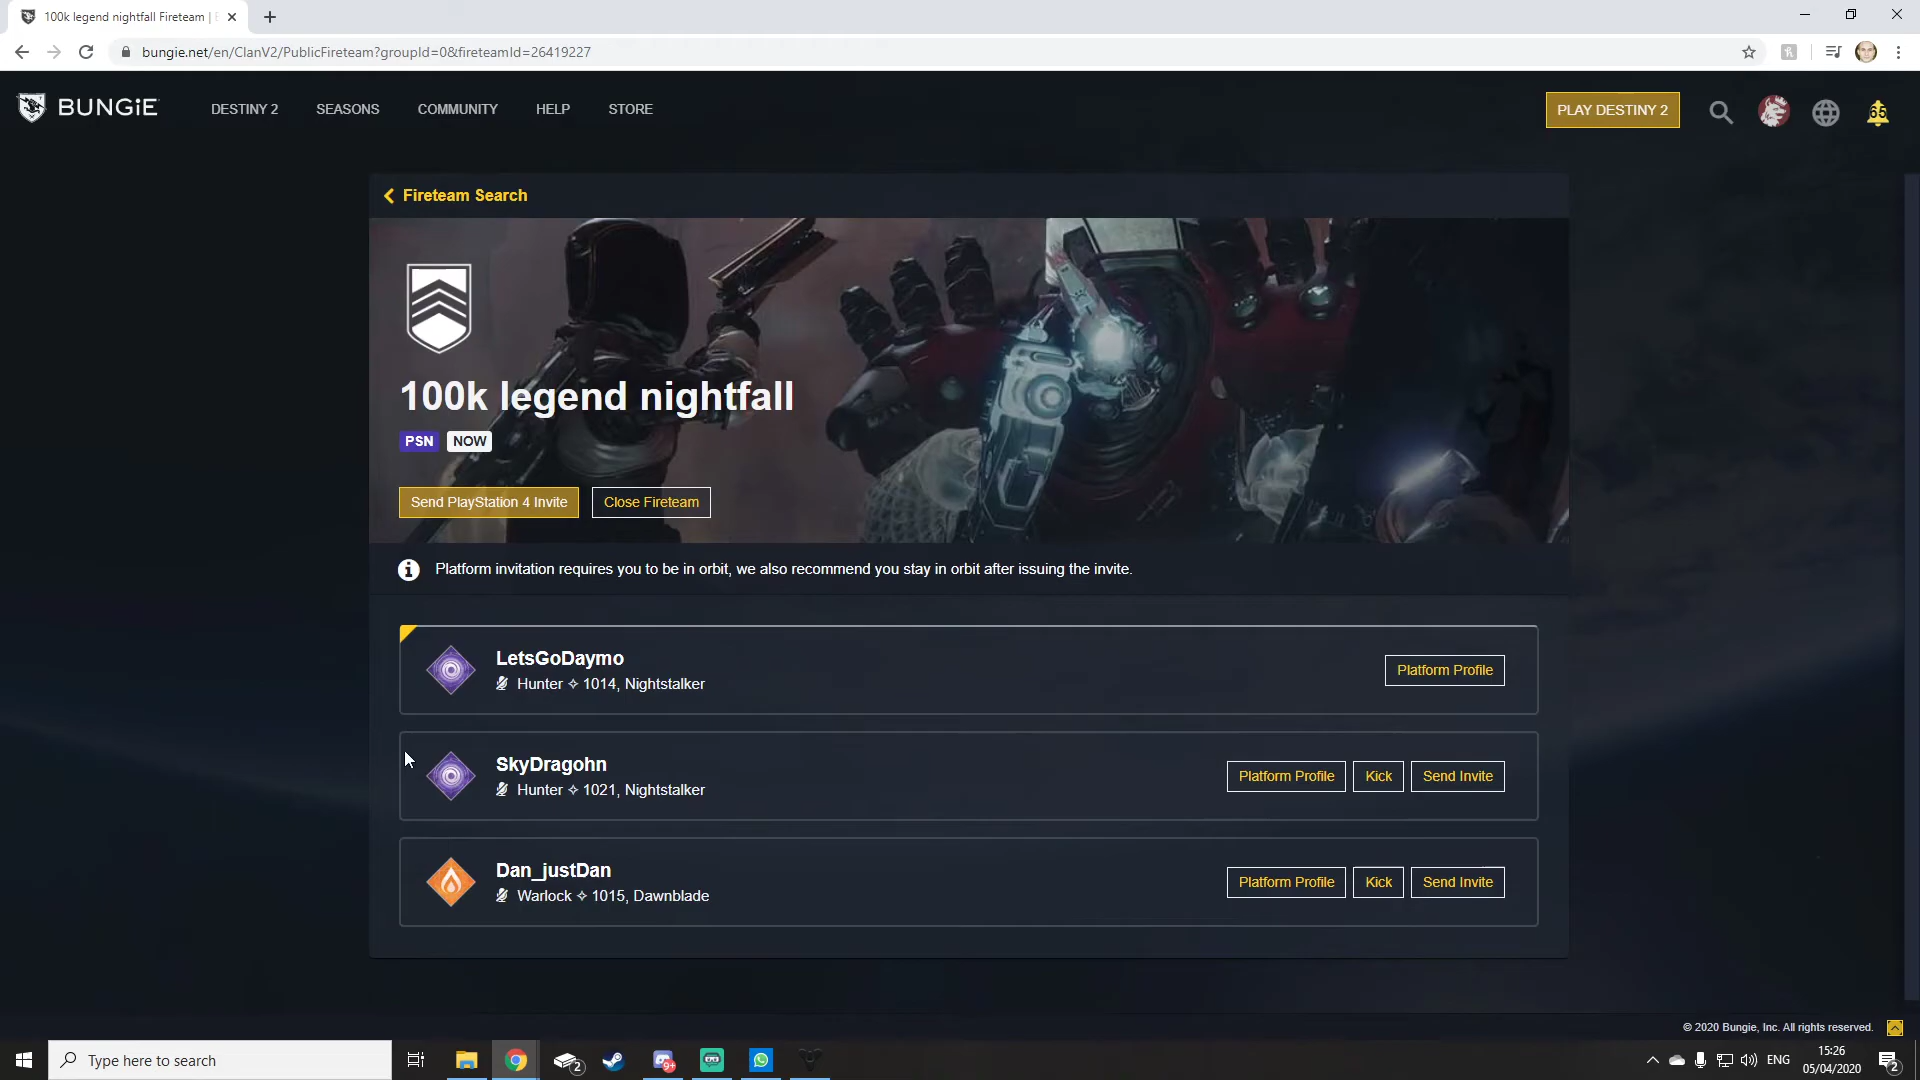 100k legend nightfall Fireteam |
bungie.net/en/ClanV2/PublicFireteam?groupId=0&fireteamId=26419227
BUNGiE
DESTINY 2 SEASONS COMMUNITY HELP STORE
PLAY DESTINY 2
65
Fireteam Search
100k legend nightfall
PSN NOW
Send PlayStation 4 Invite Close Fireteam
Platform invitation requires you to be in orbit, we also recommend you stay in orbit after issuing the invite.
LetsGoDaymo
Hunter ✧ 1014, Nightstalker
Platform Profile
SkyDragohn
Hunter ✧ 1021, Nightstalker
Platform Profile Kick Send Invite
Dan_justDan
Warlock ✧ 1015, Dawnblade
Platform Profile Kick Send Invite
© 2020 Bungie, Inc. All rights reserved.
Type here to search
2
9+
ENG
15:26
05/04/2020
2